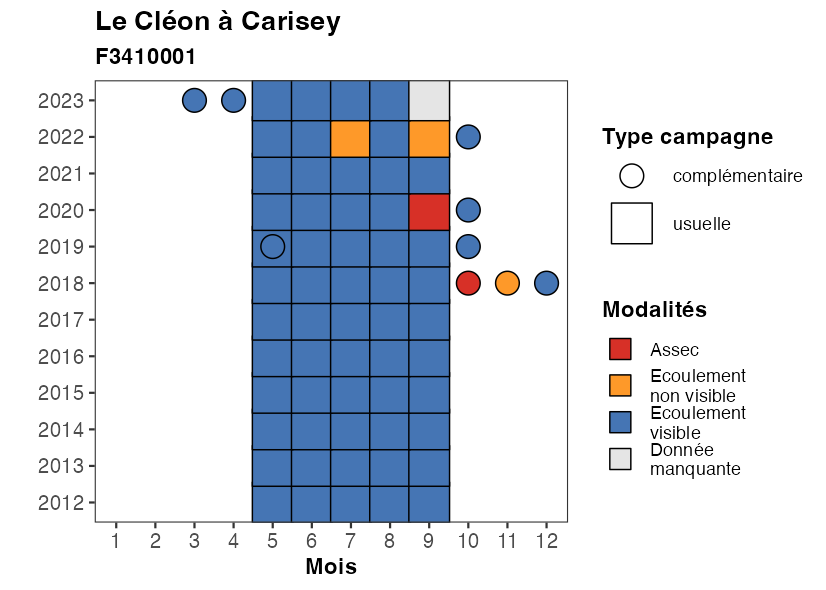 Le Cléon à Carisey
F3410001
2023
2022
2021
2020
2019
2018
2017
2016
2015
2014
2013
2012
1 2 3 4 5 6 7 8 9 10 11 12
Mois
Type campagne
complémentaire
usuelle
Modalités
Assec
Ecoulement
non visible
Ecoulement
visible
Donnée
manquante